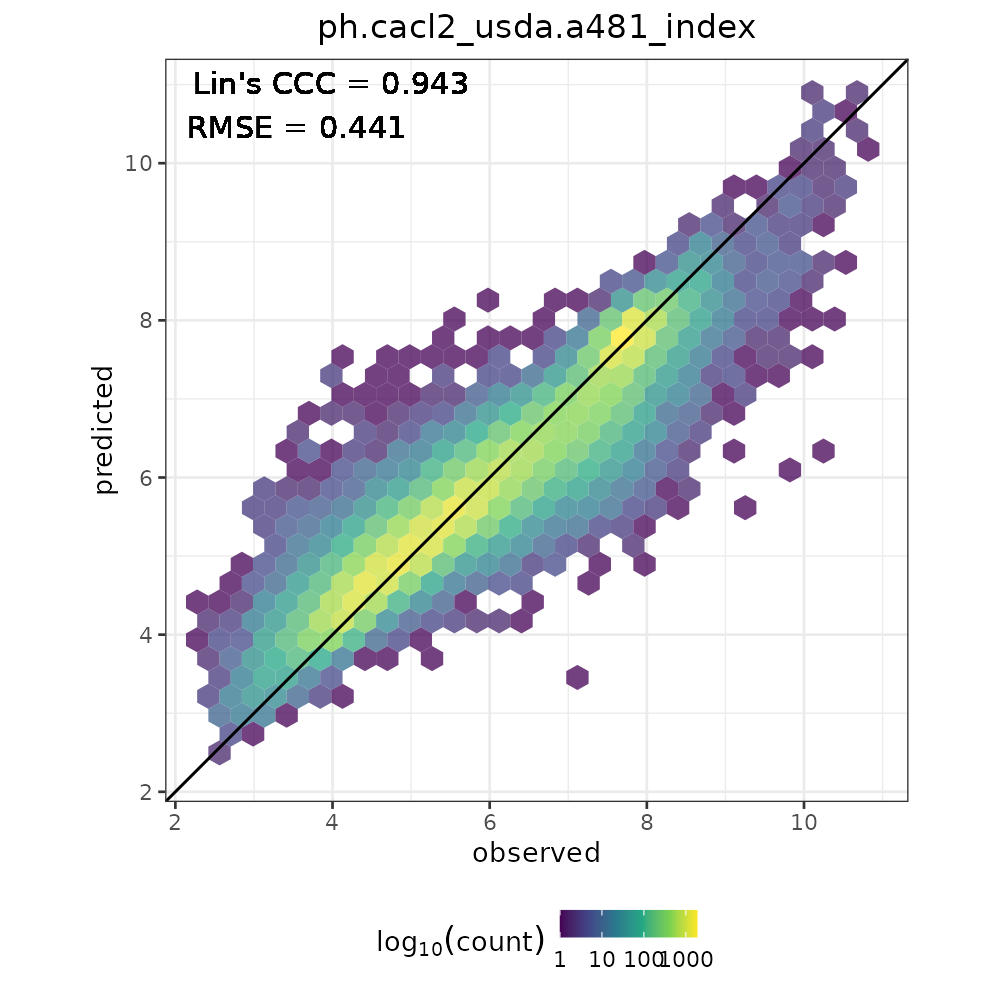 ph.cacl2_usda.a481_index
Lin's CCC = 0.943
RMSE = 0.441
10
8
6
4
2
predicted
2 4 6 8 10
observed
log10(count)
1 10 100 1000